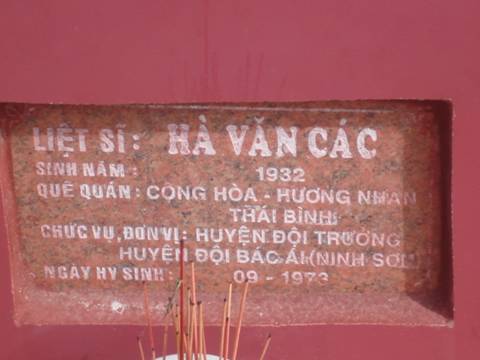 LIỆT SĨ: HÀ VĂN CÁC
SINH NĂM: 1932
QUÊ QUÁN: CỘNG HÒA - HƯƠNG NHAN
THÁI BÌNH
CHỨC VỤ, ĐƠN VỊ: HUYỆN ĐỘI TRƯỞNG
HUYỆN ĐỘI BÁC ÁI (NINH SƠN)
NGÀY HY SINH: 09 - 1973